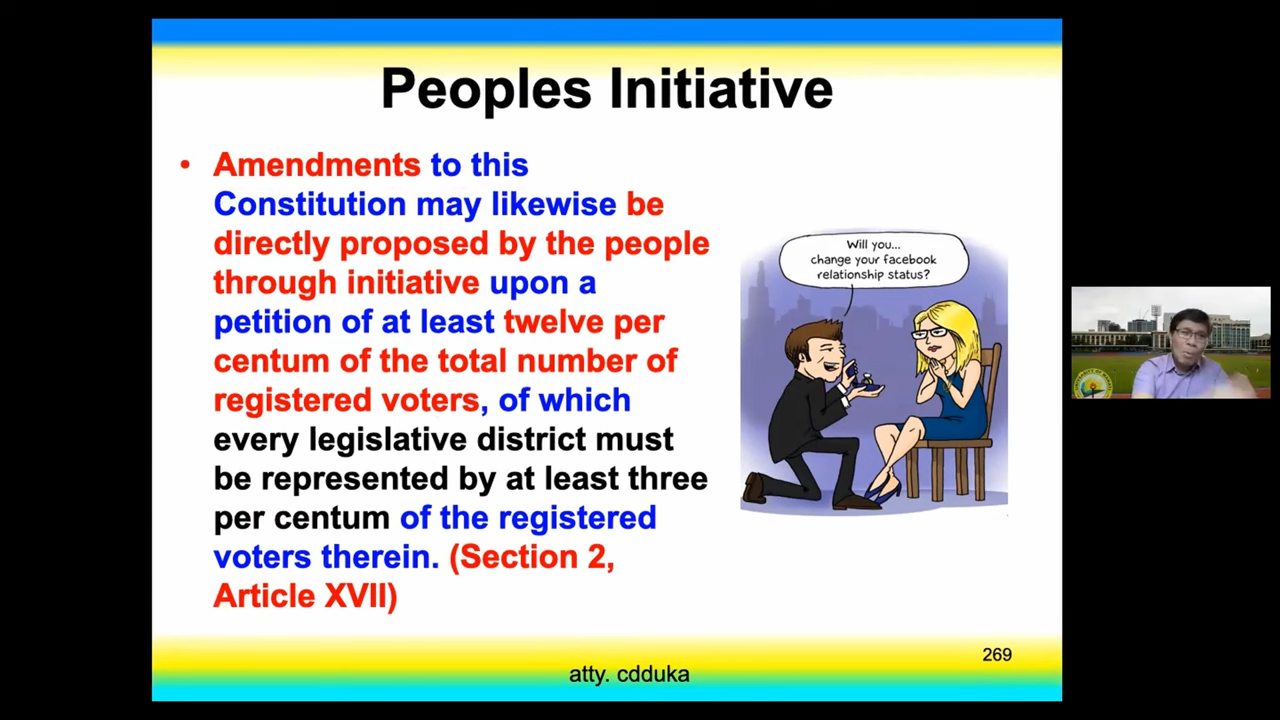 Peoples Initiative
• Amendments to this
Constitution may likewise be
directly proposed by the people
through initiative upon a
petition of at least twelve per
centum of the total number of
registered voters, of which
every legislative district must
be represented by at least three
per centum of the registered
voters therein. (Section 2,
Article XVII)
Will you...
change your facebook
relationship status?
269
atty. cdduka